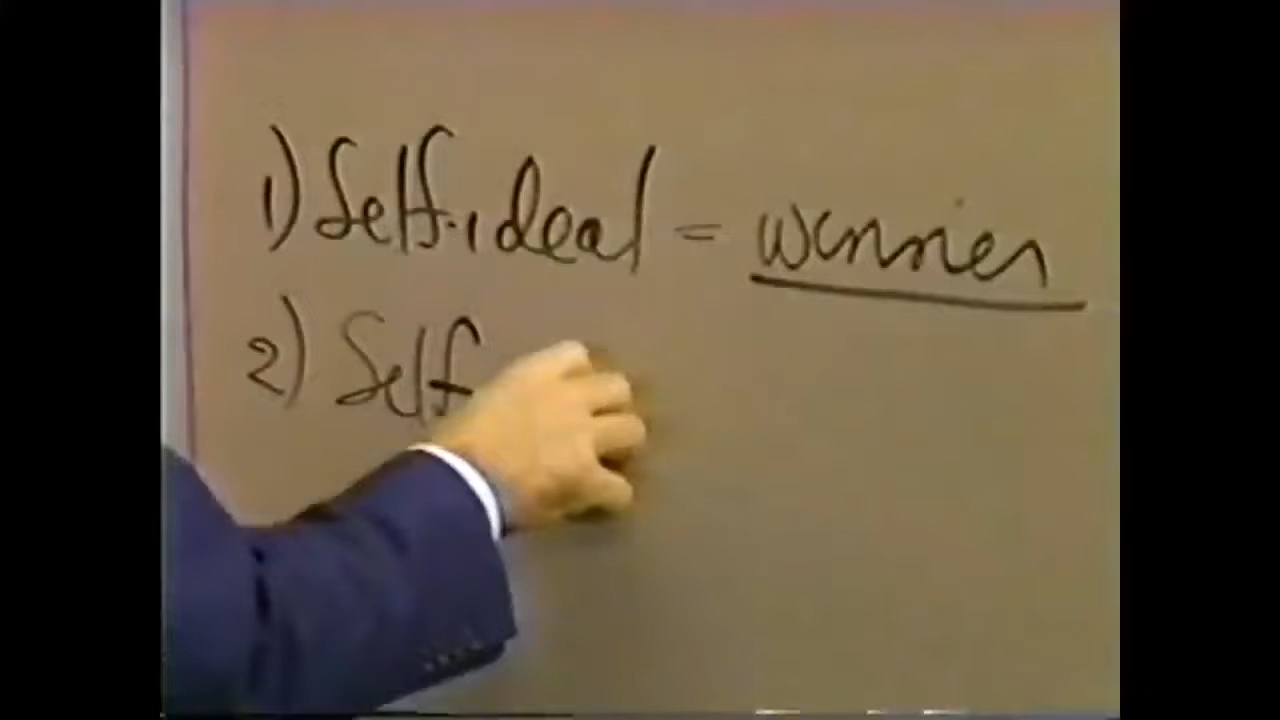 1) Self-ideal = winner
2) Self